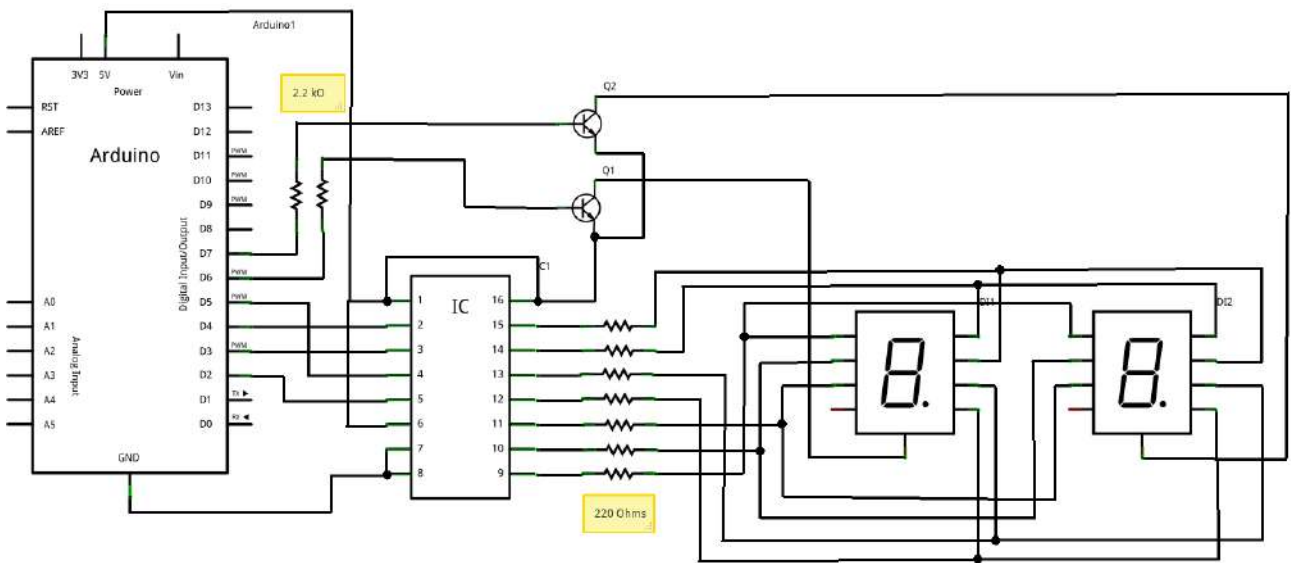 Arduino1
3V3
5V
Vin
Power
RST
AREF
Arduino
D13
D12
D11
PWM
D10
PWM
D9
PWM
D8
D7
D6
PWM
D5
PWM
D4
D3
PWM
D2
D1
Tx ▶
D0
Rx ◀
Digital Input/Output
A0
A1
A2
A3
A4
A5
Analog Input
GND
2.2 kΩ
Q2
Q1
C1
IC
1
2
3
4
5
6
7
8
16
15
14
13
12
11
10
9
220 Ohms
DI1
8.
DI2
8.